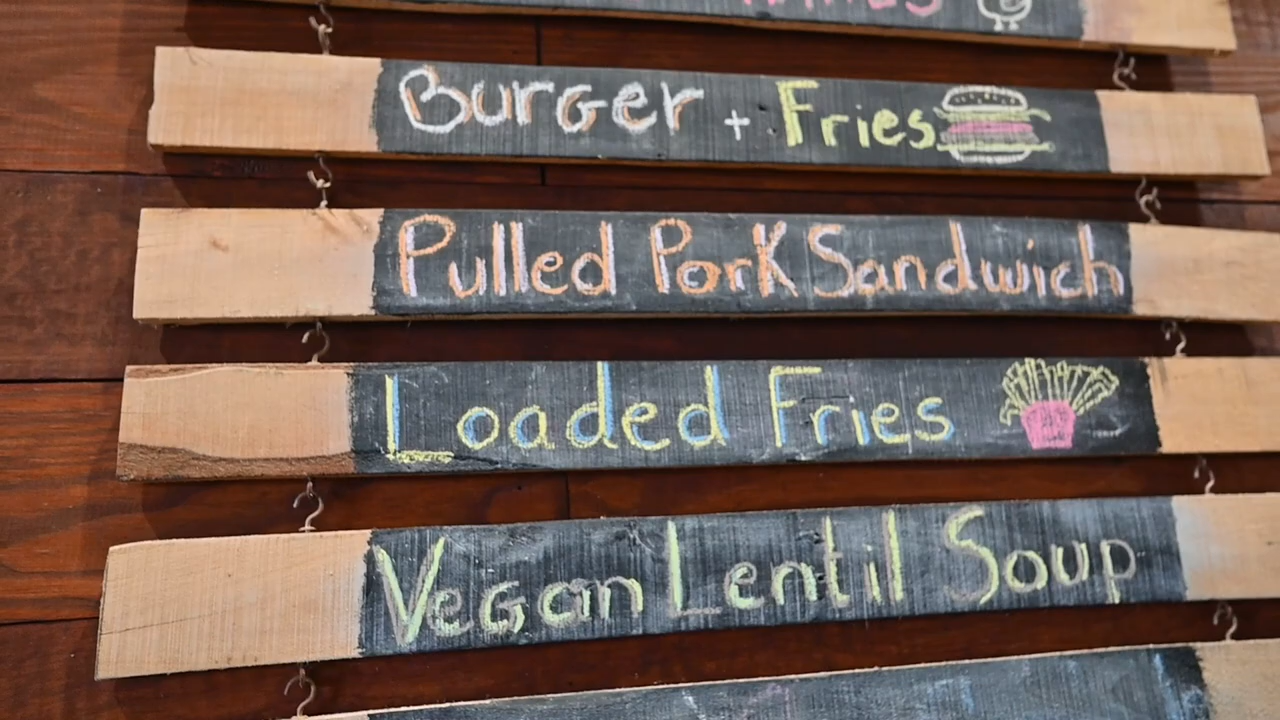 Burger + Fries
Pulled Pork Sandwich
Loaded Fries
Vegan Lentil Soup